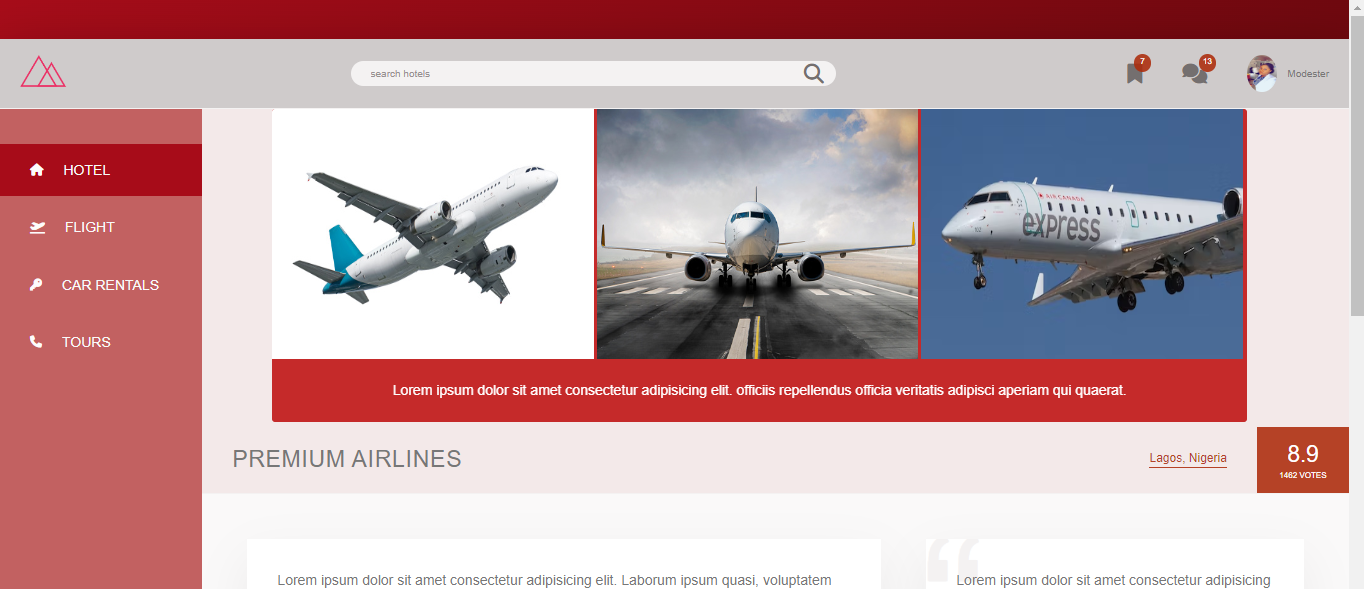 search hotels
7
13
Modester
HOTEL
FLIGHT
CAR RENTALS
TOURS
AIR CANADA
express
Lorem ipsum dolor sit amet consectetur adipisicing elit. officiis repellendus officia veritatis adipisci aperiam qui quaerat.
PREMIUM AIRLINES
Lagos, Nigeria
8.9
1462 VOTES
Lorem ipsum dolor sit amet consectetur adipisicing elit. Laborum ipsum quasi, voluptatem
“
Lorem ipsum dolor sit amet consectetur adipisicing